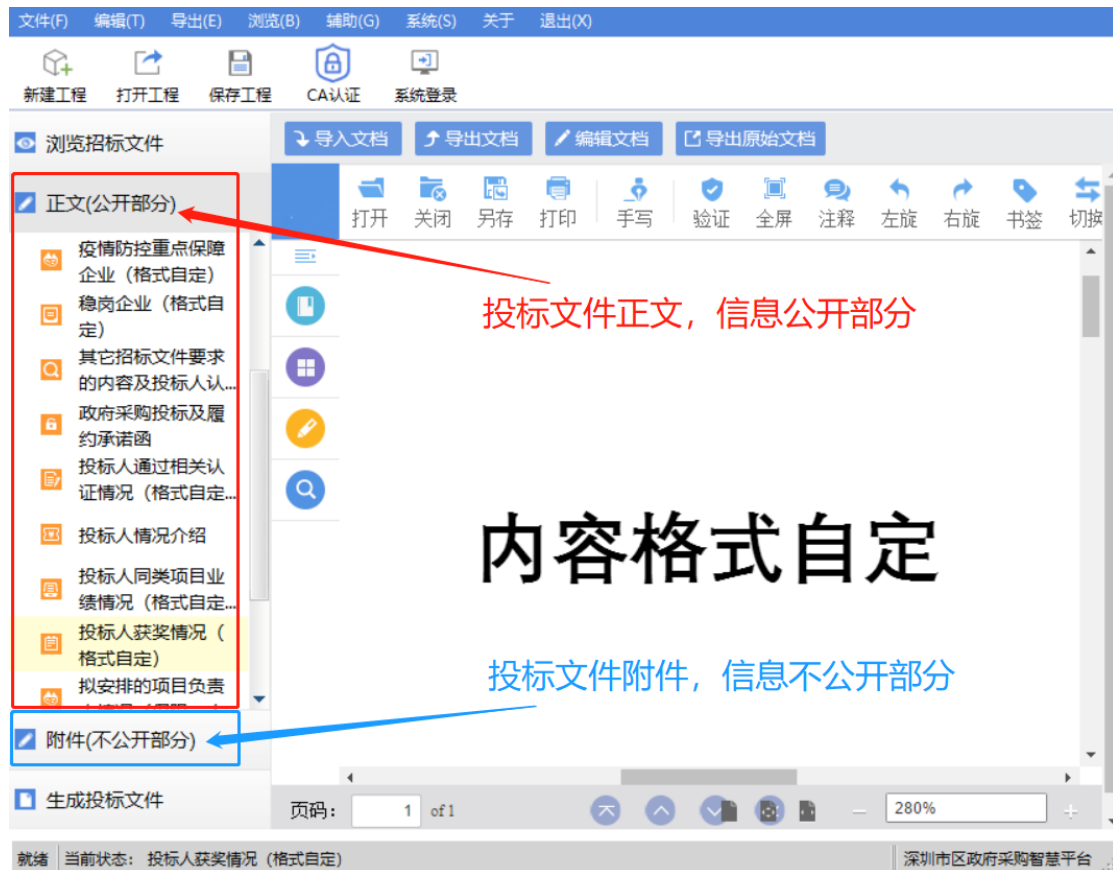 文件(F) 编辑(T) 导出(E) 浏览(B) 辅助(G) 系统(S) 关于 退出(X)
新建工程 打开工程 保存工程 CA认证 系统登录
浏览招标文件
导入文档 导出文档 编辑文档 导出原始文档
正文(公开部分)
打开 关闭 另存 打印 手写 验证 全屏 注释 左旋 右旋 书签 切换
疫情防控重点保障
企业（格式自定）
稳岗企业（格式自
定）
其它招标文件要求
的内容及投标人认...
政府采购投标及履
约承诺函
投标人通过相关认
证情况（格式自定...
投标人情况介绍
投标人同类项目业
绩情况（格式自定...
投标人获奖情况（
格式自定）
拟安排的项目负责
投标文件正文，信息公开部分
内容格式自定
投标文件附件，信息不公开部分
附件(不公开部分)
生成投标文件
页码： 1 of 1 280%
就绪 当前状态： 投标人获奖情况（格式自定） 深圳市区政府采购智慧平台